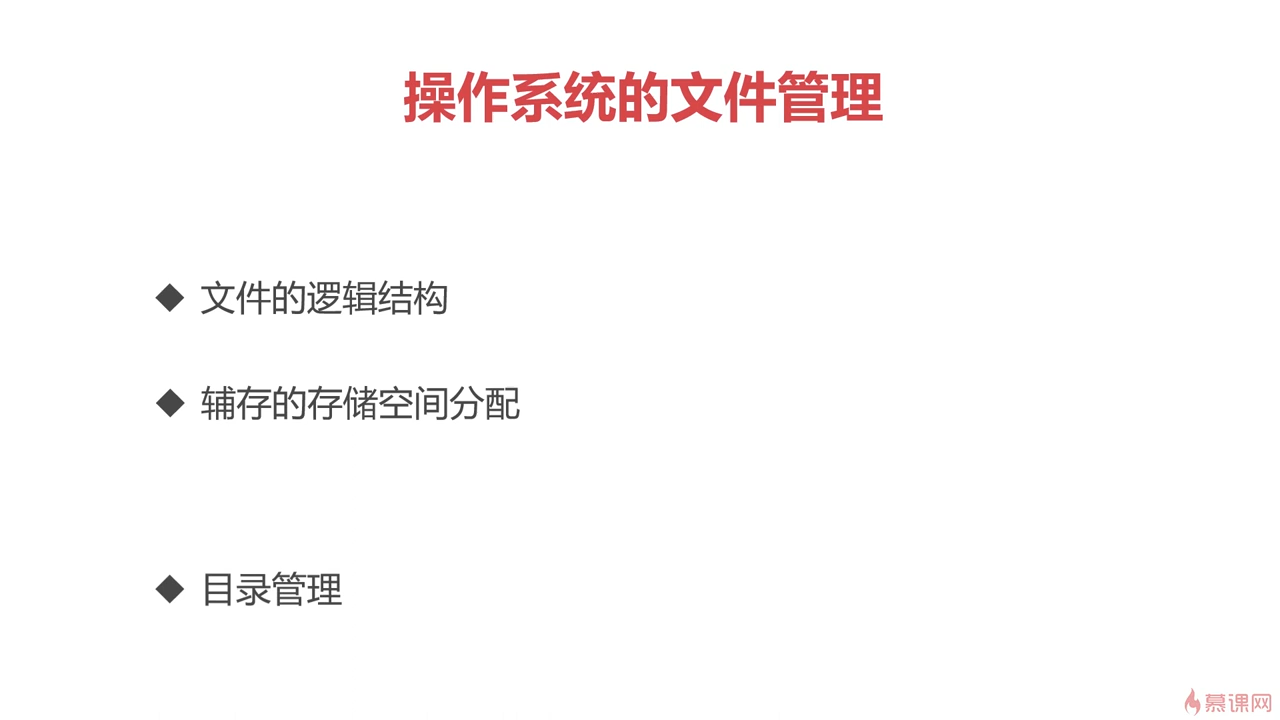 操作系统的文件管理
文件的逻辑结构
辅存的存储空间分配
目录管理
慕课网